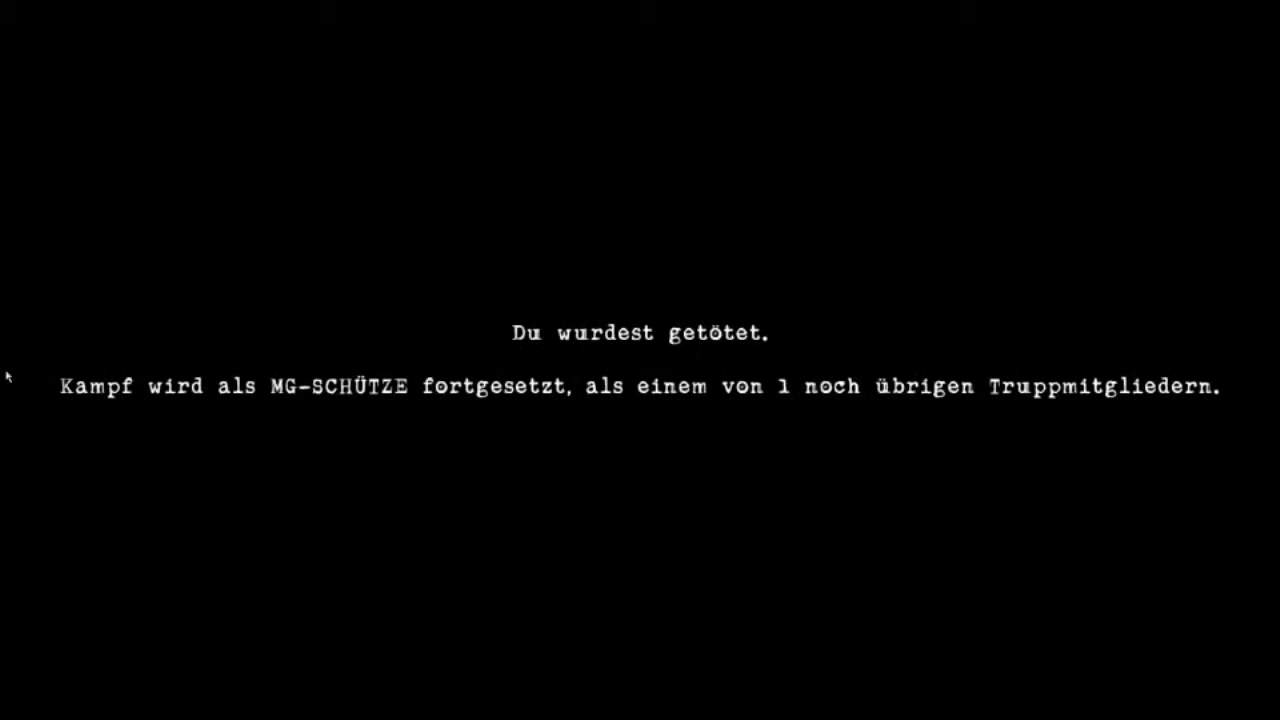 Du wurdest getötet.
Kampf wird als MG-SCHÜTZE fortgesetzt, als einem von 1 noch übrigen Truppmitgliedern.